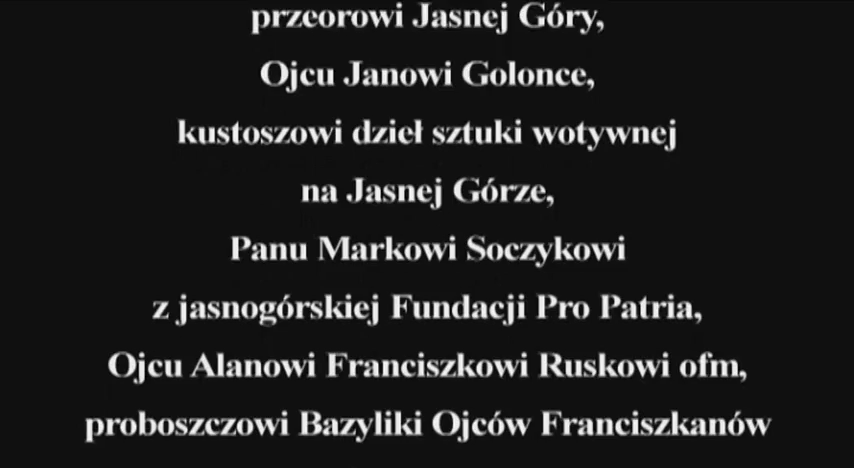 przeorowi Jasnej Góry,
Ojcu Janowi Golonce,
kustoszowi dzieł sztuki wotywnej
na Jasnej Górze,
Panu Markowi Soczykowi
z jasnogórskiej Fundacji Pro Patria,
Ojcu Alanowi Franciszkowi Ruskowi ofm,
proboszczowi Bazyliki Ojców Franciszkanów